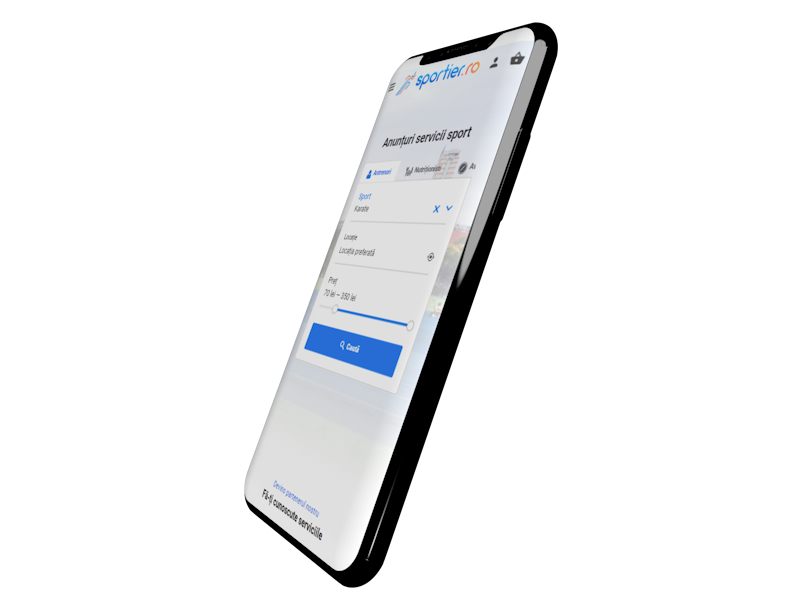 sportier.ro
Anunțuri servicii sport
Antrenori
Nutriționiști
As
Sport
Karate
Locație
Locația preferată
Preț
70 lei – 350 lei
Caută
Devino partenerul nostru
Fă-ți cunoscute serviciile